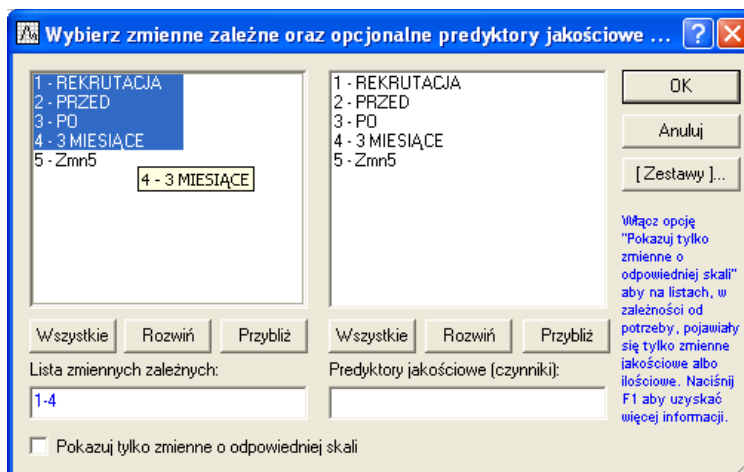 Wybierz zmienne zależne oraz opcjonalne predyktory jakościowe ...
1 - REKRUTACJA
2 - PRZED
3 - PO
4 - 3 MIESIĄCE
5 - Zmn5
4 - 3 MIESIĄCE
1 - REKRUTACJA
2 - PRZED
3 - PO
4 - 3 MIESIĄCE
5 - Zmn5
OK
Anuluj
[ Zestawy ]...
Włącz opcję
"Pokazuj tylko
zmienne o
odpowiedniej skali"
aby na listach, w
zależności od
potrzeby, pojawiały
się tylko zmienne
jakościowe albo
ilościowe. Naciśnij
F1 aby uzyskać
więcej informacji.
Wszystkie Rozwiń Przybliż
Wszystkie Rozwiń Przybliż
Lista zmiennych zależnych:
1-4
Predyktory jakościowe (czynniki):
Pokazuj tylko zmienne o odpowiedniej skali